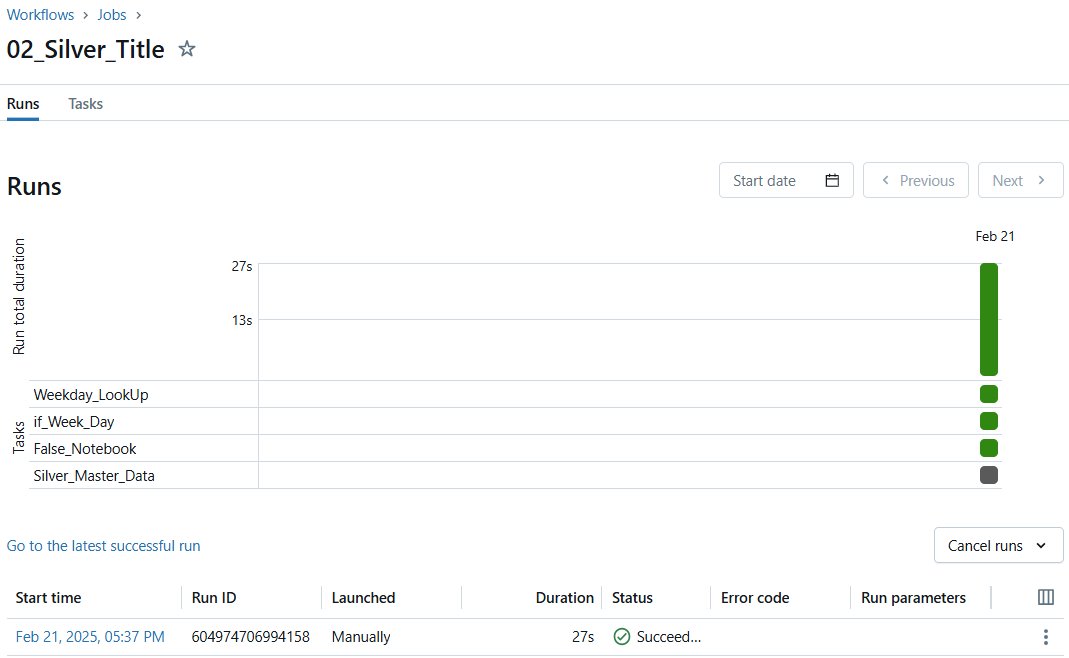 Workflows > Jobs >
02_Silver_Title
Runs Tasks
Runs
Start date
Previous
Next
Feb 21
Run total duration
27s
13s
Tasks
Weekday_LookUp
if_Week_Day
False_Notebook
Silver_Master_Data
Go to the latest successful run
Cancel runs
Start time Run ID Launched Duration Status Error code Run parameters
Feb 21, 2025, 05:37 PM 604974706994158 Manually 27s Succeed...